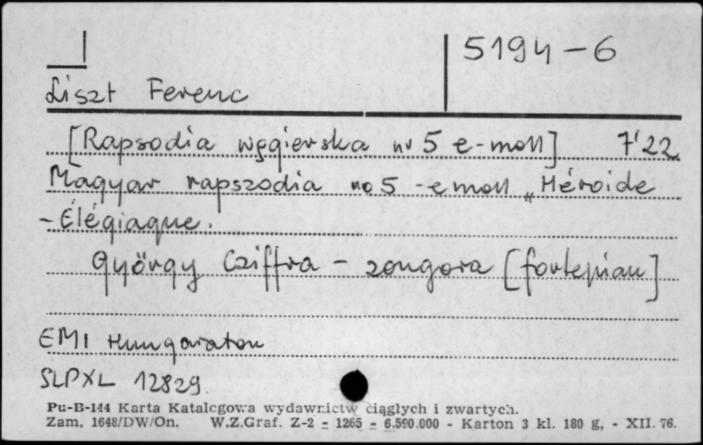 5194-6
Liszt Ferenc
[Rapsodia węgierska nr 5 e-moll] 7'22
Magyar rapszodia no 5 -e moll „Héroide
-Élégiaque.
György Cziffra - zongora [fortepian]
EMI Hungaroton
SLPXL 12829
Pu-B-144 Karta Katalogowa wydawnictw ciągłych i zwartych.
Zam. 1648/DW/On. W.Z.Graf. Z-2 - 1265 - 6.590.000 - Karton 3 kl. 180 g, - XII. 76.